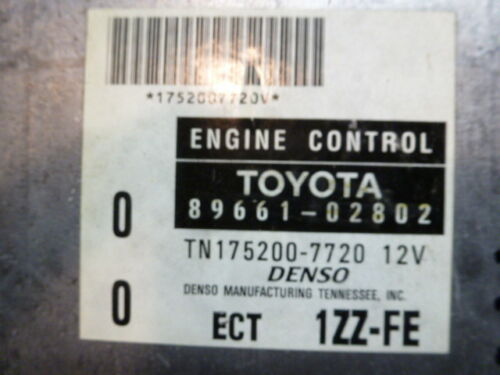 *1752007720V*
ENGINE CONTROL
TOYOTA
89661-02802
0
TN175200-7720 12V
DENSO
DENSO MANUFACTURING TENNESSEE, INC.
0
ECT 1ZZ-FE